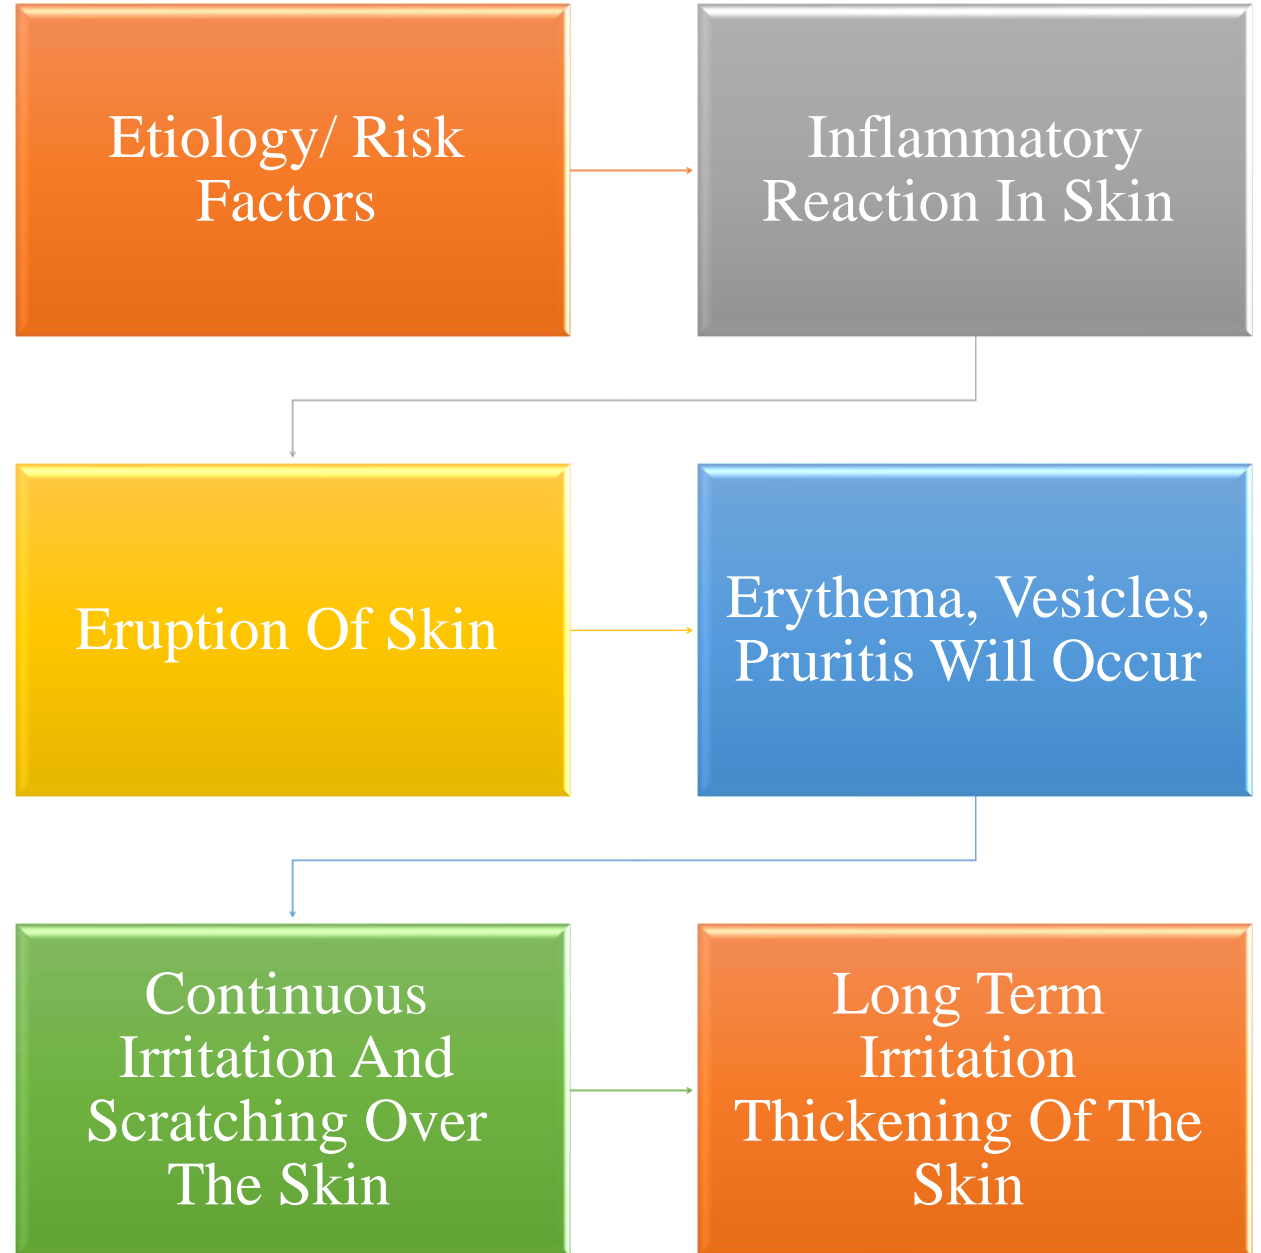 Etiology/ Risk
Factors
Inflammatory
Reaction In Skin
Eruption Of Skin
Erythema, Vesicles,
Pruritis Will Occur
Continuous
Irritation And
Scratching Over
The Skin
Long Term
Irritation
Thickening Of The
Skin